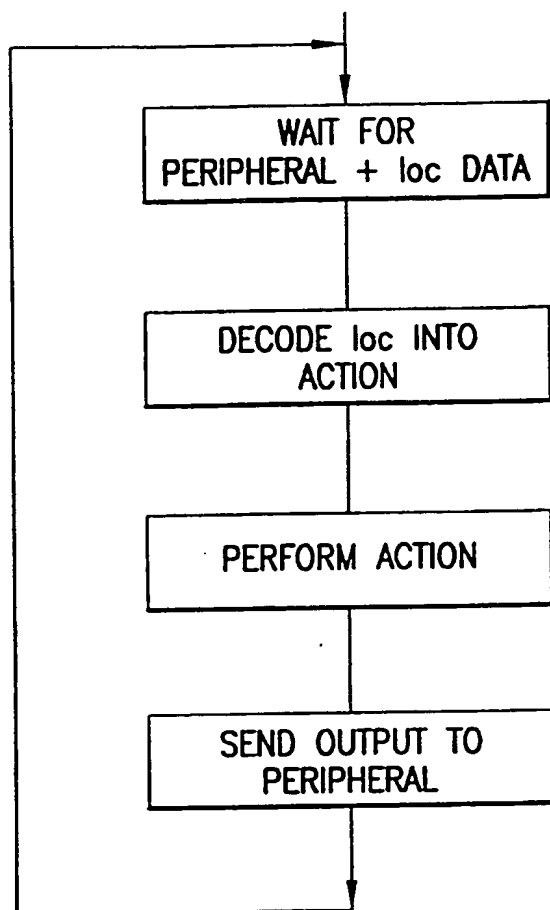 WAIT FOR
PERIPHERAL + loc DATA
DECODE loc INTO
ACTION
PERFORM ACTION
SEND OUTPUT TO
PERIPHERAL